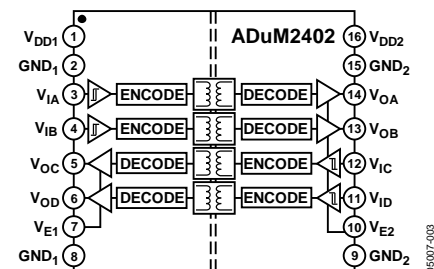 ADuM2402
VDD1 1 16 VDD2
GND1 2 15 GND2
VIA 3 ENCODE DECODE 14 VOA
VIB 4 ENCODE DECODE 13 VOB
VOC 5 DECODE ENCODE 12 VIC
VOD 6 DECODE ENCODE 11 VID
VE1 7 10 VE2
GND1 8 9 GND2
05007-003